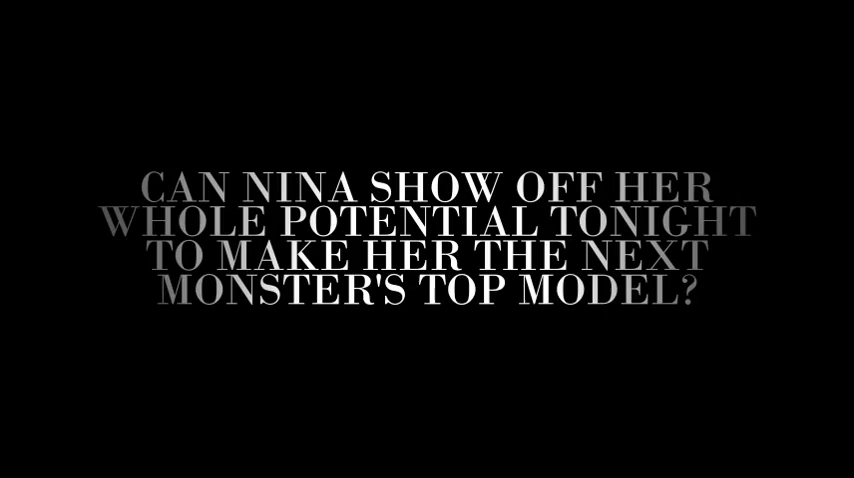 CAN NINA SHOW OFF HER
WHOLE POTENTIAL TONIGHT
TO MAKE HER THE NEXT
MONSTER'S TOP MODEL?